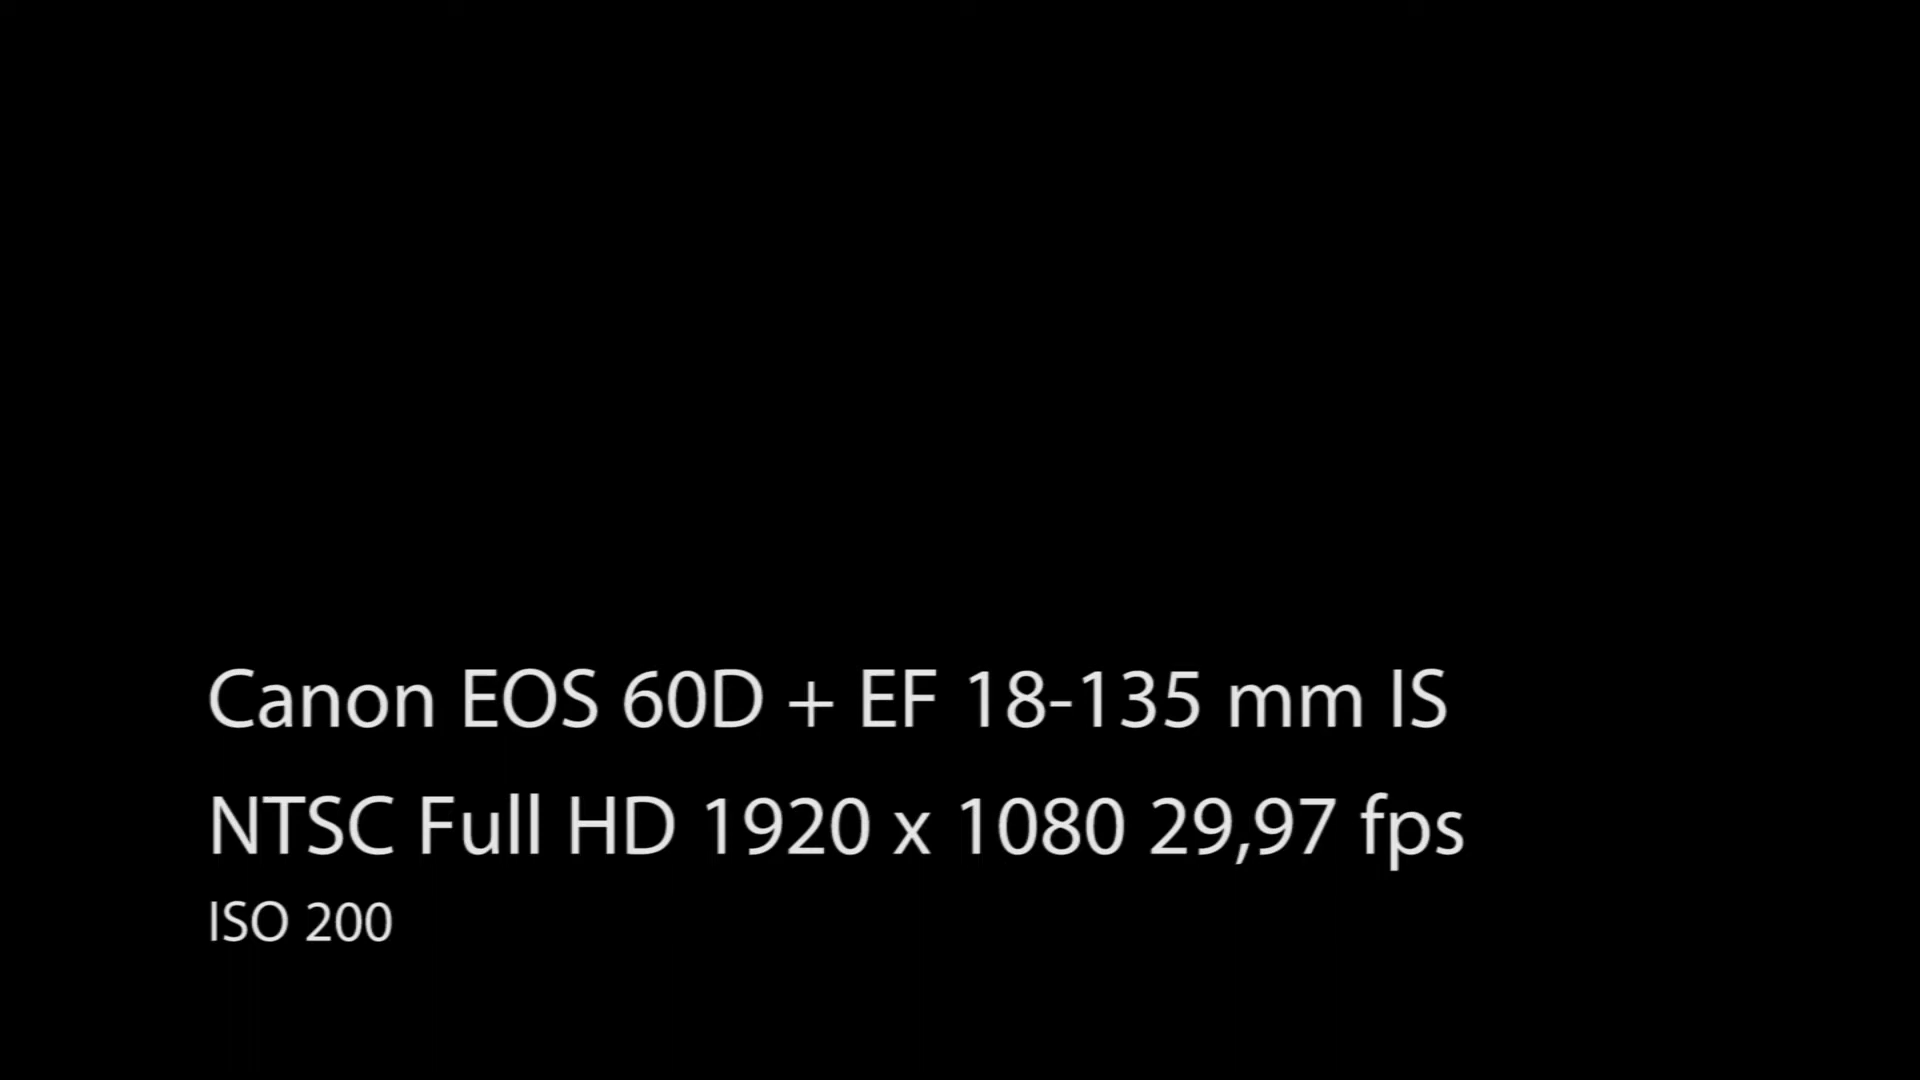 Canon EOS 60D + EF 18-135 mm IS
NTSC Full HD 1920 x 1080 29,97 fps
ISO 200